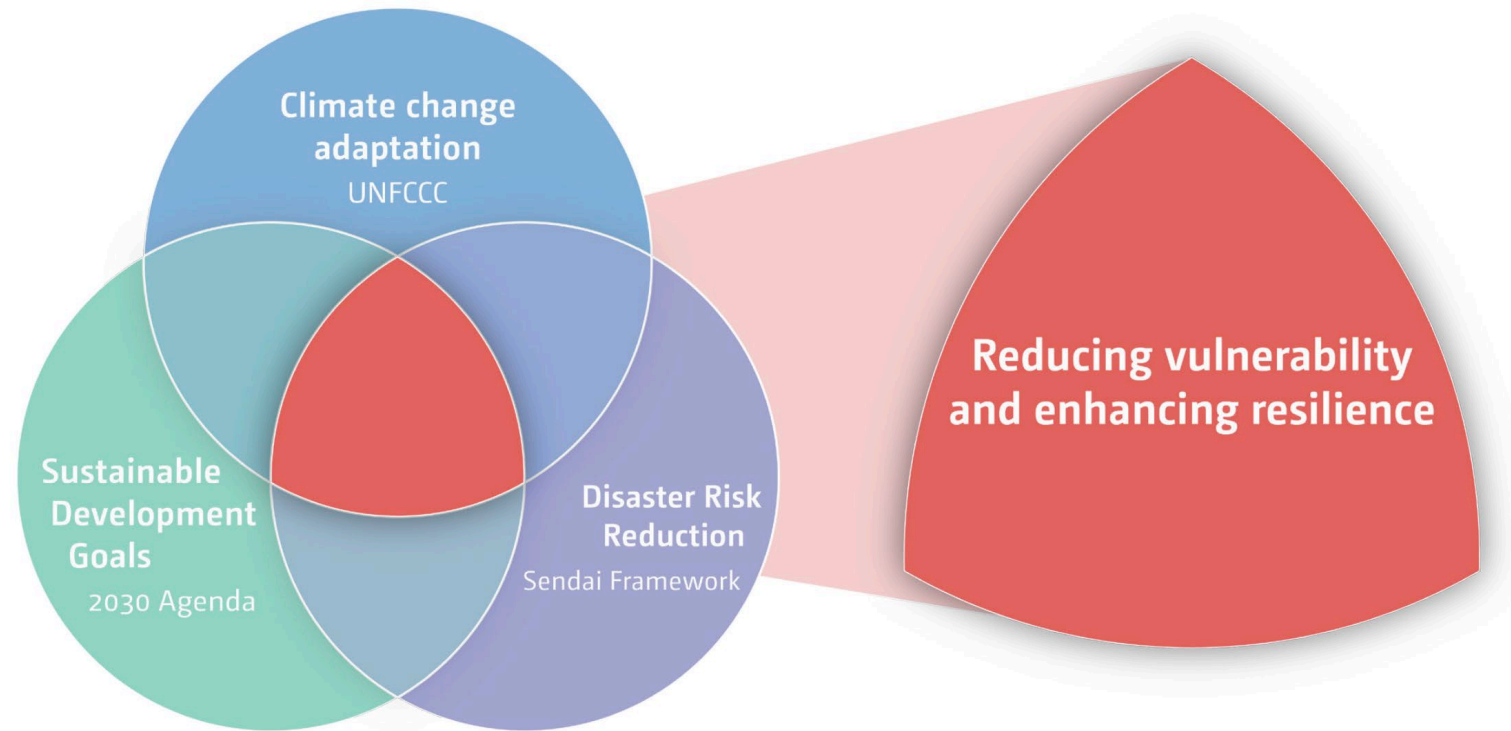 Climate change
adaptation
UNFCCC
Sustainable
Development
Goals
2030 Agenda
Disaster Risk
Reduction
Sendai Framework
Reducing vulnerability
and enhancing resilience